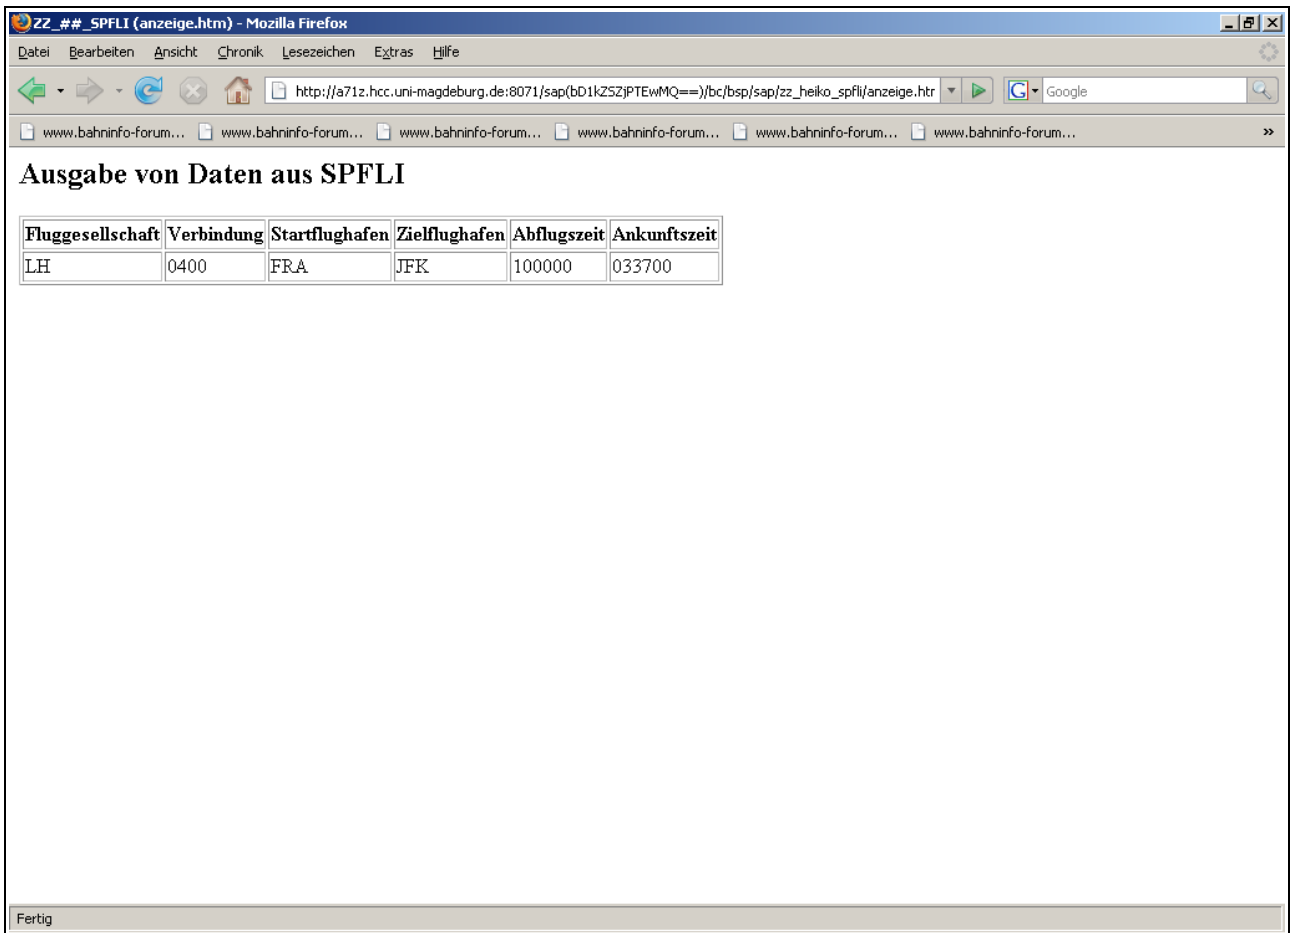 ZZ_##_SPFLI (anzeige.htm) - Mozilla Firefox
Datei Bearbeiten Ansicht Chronik Lesezeichen Extras Hilfe
http://a71z.hcc.uni-magdeburg.de:8071/sap(bD1kZSZjPTEwMQ==)/bc/bsp/sap/zz_heiko_spfli/anzeige.htr G Google
www.bahninfo-forum... www.bahninfo-forum... www.bahninfo-forum... www.bahninfo-forum... www.bahninfo-forum... www.bahninfo-forum... »
Ausgabe von Daten aus SPFLI
Fluggesellschaft Verbindung Startflughafen Zielflughafen Abflugszeit Ankunftszeit
LH 0400 FRA JFK 100000 033700
Fertig